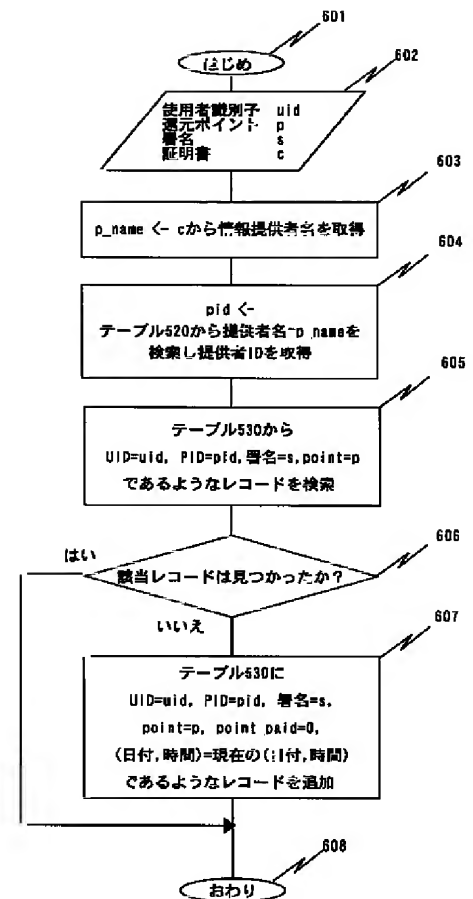 601
はじめ
602
使用者識別子 uid
還元ポイント p
署名 s
証明書 c
603
p_name <- cから情報提供者名を取得
604
pid <-
テーブル520から提供者名=p_nameを
検索し提供者IDを取得
605
テーブル530から
UID=uid, PID=pid,署名=s,point=p
であるようなレコードを検索
606
はい
該当レコードは見つかったか？
いいえ
607
テーブル530に
UID=uid, PID=pid, 署名=s,
point=p, point_paid=0,
(日付,時間)=現在の(日付,時間)
であるようなレコードを追加
608
おわり